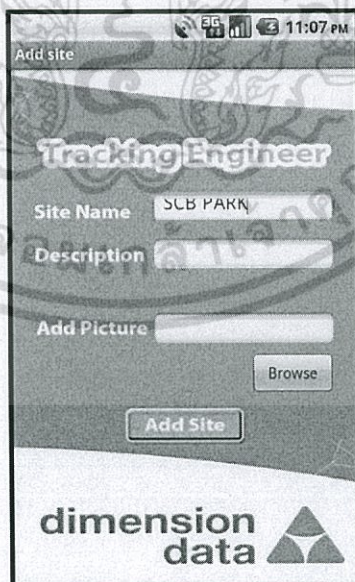 3G 11:07 PM
Add site
Tracking Engineer
Site Name SCB PARK
Description
Add Picture
Browse
Add Site
dimension
data